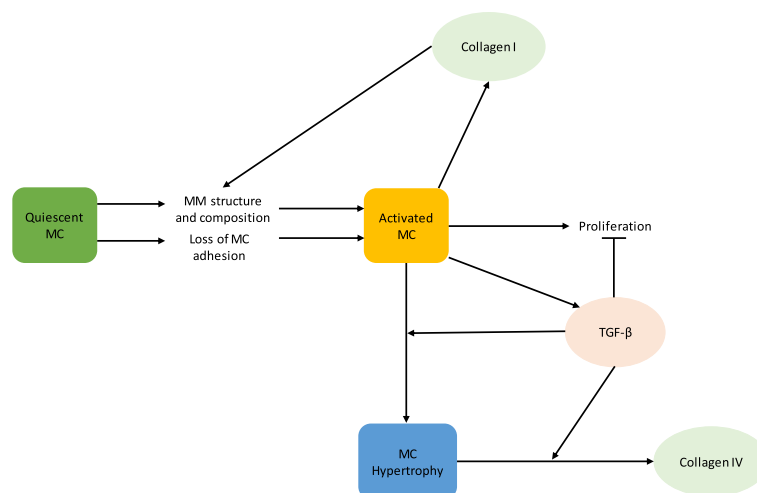 Collagen I
MM structure
and composition
Quiescent
MC
Activated
MC
Proliferation
Loss of MC
adhesion
TGF-β
MC
Hypertrophy
Collagen IV